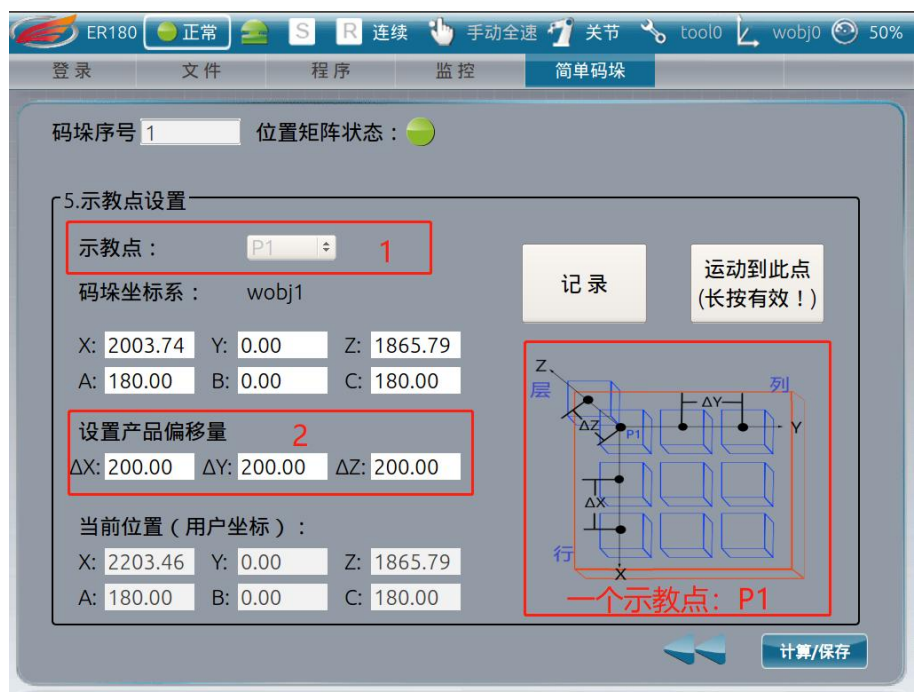 ER180 正常 S R 连续 手动全速 关节 tool0 wobj0 50%
登录 文件 程序 监控 简单码垛
码垛序号 1 位置矩阵状态：
5.示教点设置
示教点： P1 1
码垛坐标系： wobj1
记录
运动到此点
(长按有效！)
X: 2003.74 Y: 0.00 Z: 1865.79
A: 180.00 B: 0.00 C: 180.00
设置产品偏移量 2
ΔX: 200.00 ΔY: 200.00 ΔZ: 200.00
当前位置（用户坐标）：
X: 2203.46 Y: 0.00 Z: 1865.79
A: 180.00 B: 0.00 C: 180.00
Z
层
列
ΔY
ΔZ
P1
Y
ΔX
行
X
一个示教点：P1
计算/保存